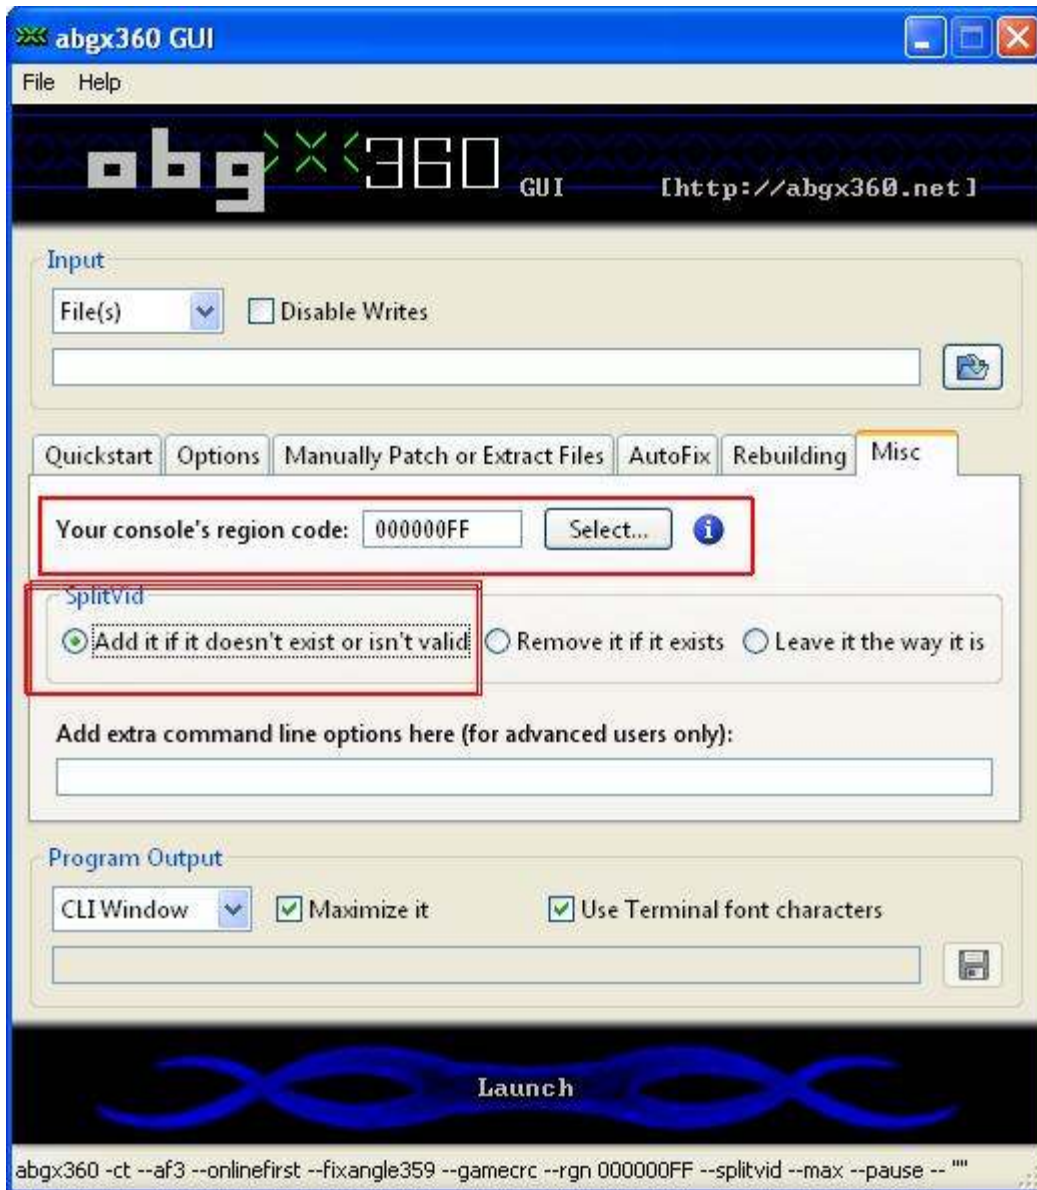 abgx360 GUI
File Help
abgx360 GUI [http://abgx360.net]
Input
File(s) Disable Writes
Quickstart Options Manually Patch or Extract Files AutoFix Rebuilding Misc
Your console's region code: 000000FF Select... i
SplitVid
Add it if it doesn't exist or isn't valid Remove it if it exists Leave it the way it is
Add extra command line options here (for advanced users only):
Program Output
CLI Window Maximize it Use Terminal font characters
Launch
abgx360 -ct --af3 --onlinefirst --fixangle359 --gamecrc --rgn 000000FF --splitvid --max --pause -- ""